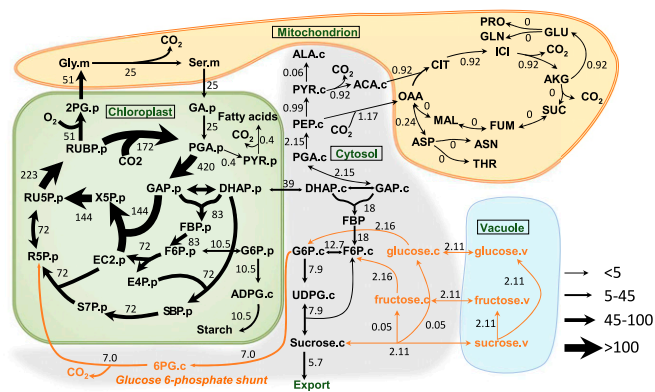 Mitochondrion
CO2
Gly.m
25
Ser.m
51
25
2PG.p
O2
51
RUBP.p
Chloroplast
GA.p
25
Fatty acids
172
CO2
PGA.p
CO2
0.4
0.4
PYR.p
420
223
RU5P.p
144
X5P.p
144
GAP.p
DHAP.p
83
FBP.p
83
72
R5P.p
72
EC2.p
72
F6P.p
10.5
G6P.p
72
E4P.p
10.5
ADPG.c
S7P.p
72
SBP.p
10.5
Starch
ALA.c
0.06
CO2
PYR.c
0.92
ACA.c
0.92
0.99
PEP.c
CO2
1.17
2.15
PGA.c
Cytosol
2.15
39
DHAP.c
GAP.c
18
FBP
18
2.16
G6P.c
12.7
F6P.c
7.9
UDPG.c
7.9
Sucrose.c
5.7
Export
PRO
0
GLU
GLN
0
ICI
CO2
0
CIT
0.92
0.92
AKG
OAA
0
0
CO2
SUC
MAL
0
FUM
0
0.24
ASP
0
ASN
0
THR
Vacuole
glucose.c
2.11
glucose.v
2.16
2.11
fructose.c
2.11
fructose.v
0.05
0.05
2.11
2.11
sucrose.v
7.0
7.0
6PG.c
CO2
Glucose 6-phosphate shunt
<5
5-45
45-100
>100